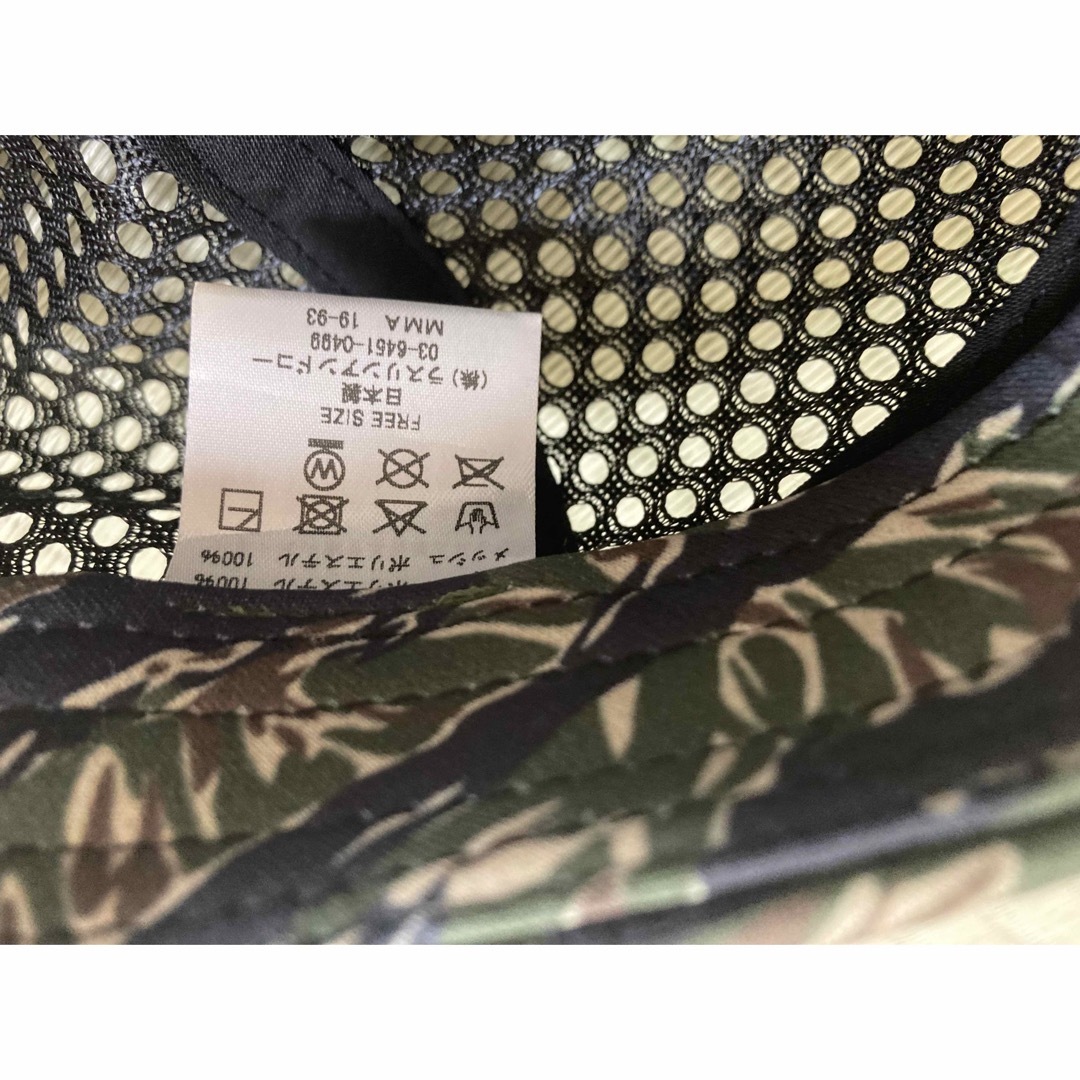 ポリエステル 100%
メッシュ ポリエステル 100%
FREE SIZE
日本製
(株)ラスリンアンドコー
03-6451-0499
MMA 19-93